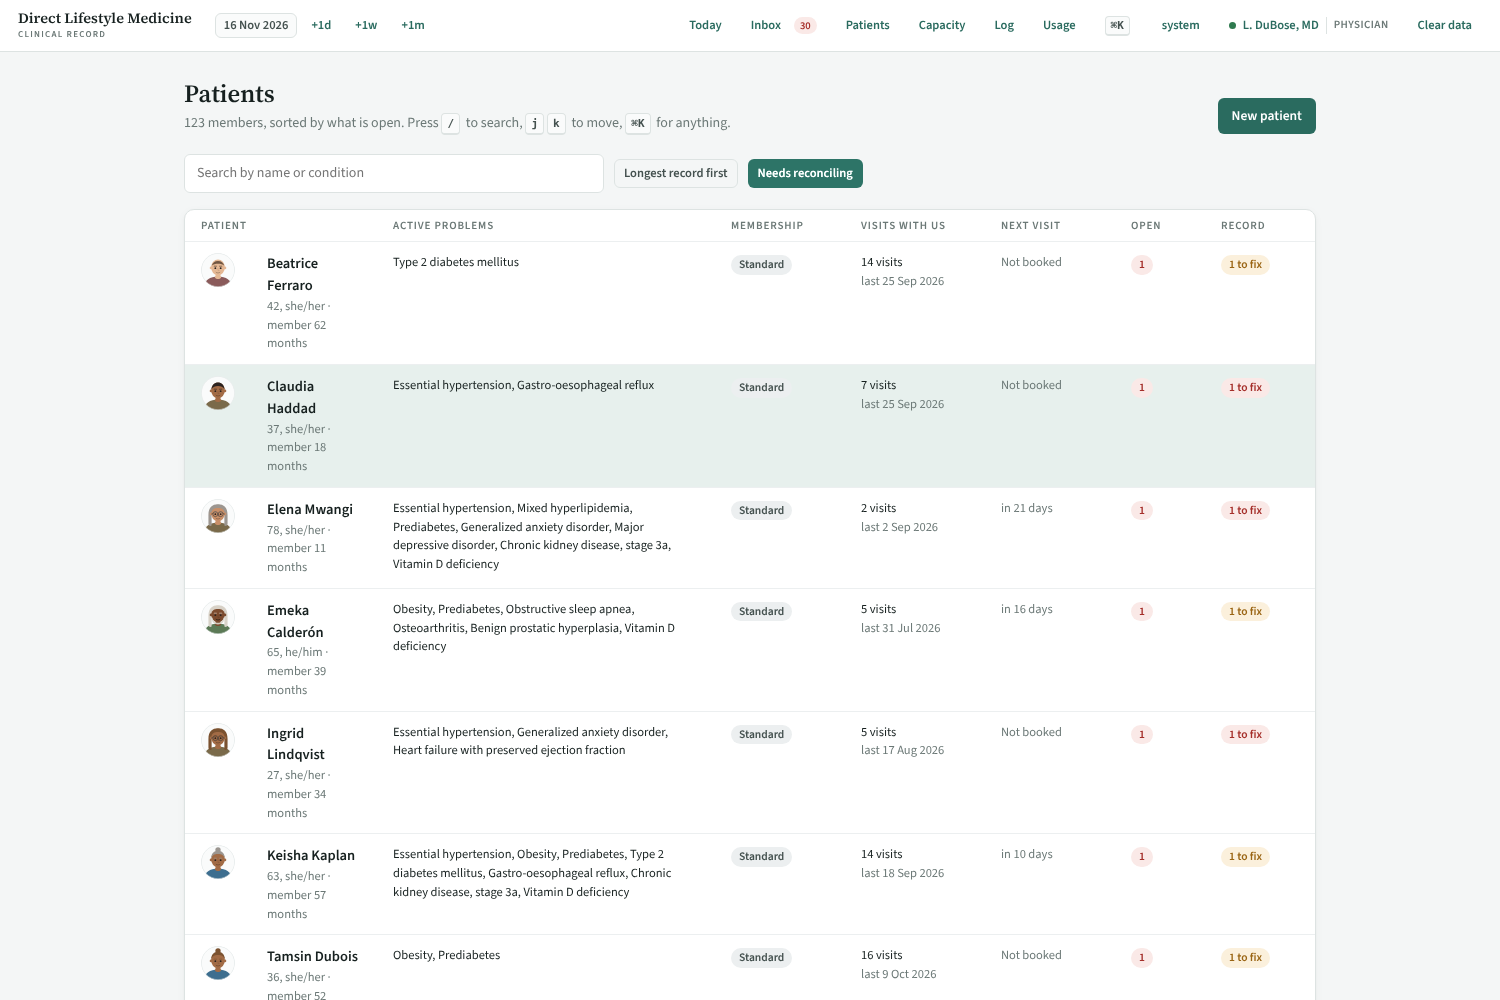 Direct Lifestyle Medicine
CLINICAL RECORD
16 Nov 2026
+1d
+1w
+1m
Today
Inbox 30
Patients
Capacity
Log
Usage
⌘K
system
L. DuBose, MD
PHYSICIAN
Clear data
Patients
123 members, sorted by what is open. Press / to search, j k to move, ⌘K for anything.
New patient
Search by name or condition
Longest record first
Needs reconciling
PATIENT
ACTIVE PROBLEMS
MEMBERSHIP
VISITS WITH US
NEXT VISIT
OPEN
RECORD
Beatrice
Ferraro
42, she/her ·
member 62
months
Type 2 diabetes mellitus
Standard
14 visits
last 25 Sep 2026
Not booked
1
1 to fix
Claudia
Haddad
37, she/her ·
member 18
months
Essential hypertension, Gastro-oesophageal reflux
Standard
7 visits
last 25 Sep 2026
Not booked
1
1 to fix
Elena Mwangi
78, she/her ·
member 11
months
Essential hypertension, Mixed hyperlipidemia,
Prediabetes, Generalized anxiety disorder, Major
depressive disorder, Chronic kidney disease, stage 3a,
Vitamin D deficiency
Standard
2 visits
last 2 Sep 2026
in 21 days
1
1 to fix
Emeka
Calderón
65, he/him ·
member 39
months
Obesity, Prediabetes, Obstructive sleep apnea,
Osteoarthritis, Benign prostatic hyperplasia, Vitamin D
deficiency
Standard
5 visits
last 31 Jul 2026
in 16 days
1
1 to fix
Ingrid
Lindqvist
27, she/her ·
member 34
months
Essential hypertension, Generalized anxiety disorder,
Heart failure with preserved ejection fraction
Standard
5 visits
last 17 Aug 2026
Not booked
1
1 to fix
Keisha Kaplan
63, she/her ·
member 57
months
Essential hypertension, Obesity, Prediabetes, Type 2
diabetes mellitus, Gastro-oesophageal reflux, Chronic
kidney disease, stage 3a, Vitamin D deficiency
Standard
14 visits
last 18 Sep 2026
in 10 days
1
1 to fix
Tamsin Dubois
36, she/her ·
member 52
Obesity, Prediabetes
Standard
16 visits
last 9 Oct 2026
Not booked
1
1 to fix